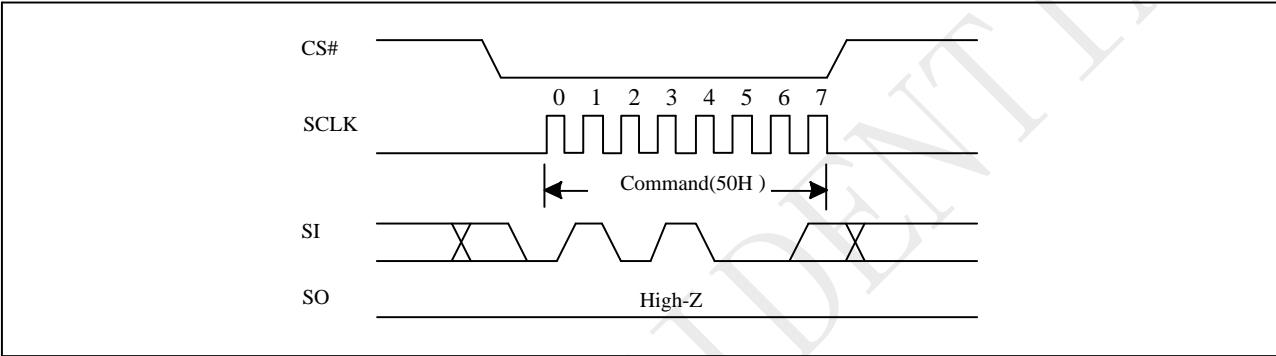 CS#
0 1 2 3 4 5 6 7
SCLK
Command(50H )
SI
SO
High-Z